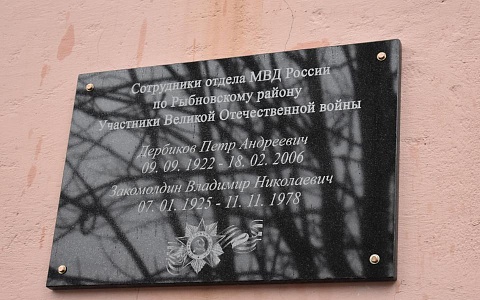 Сотрудники отдела МВД России
по Рыбновскому району
Участники Великой Отечественной войны
Дербиков Петр Андреевич
09. 09. 1922 - 18. 02. 2006
Закомолдин Владимир Николаевич
07. 01. 1925 - 11. 11. 1978